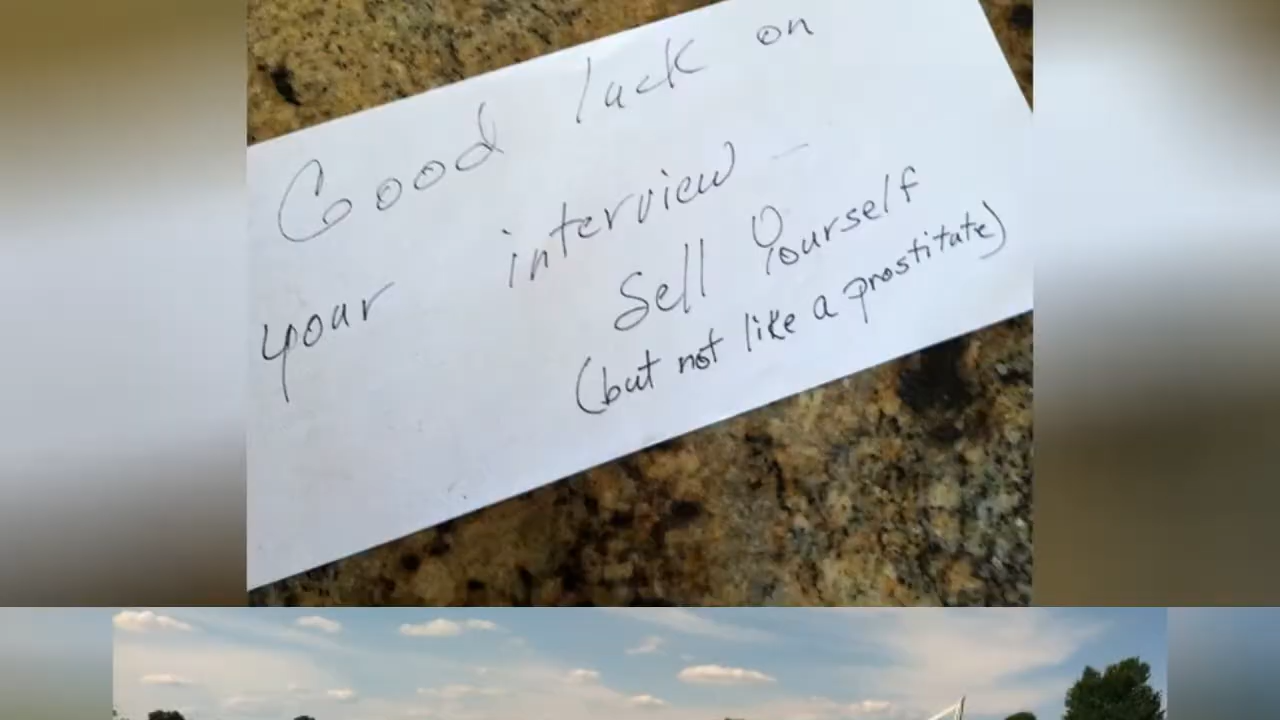 Good luck on
your interview –
Sell Yourself
(but not like a prostitute)